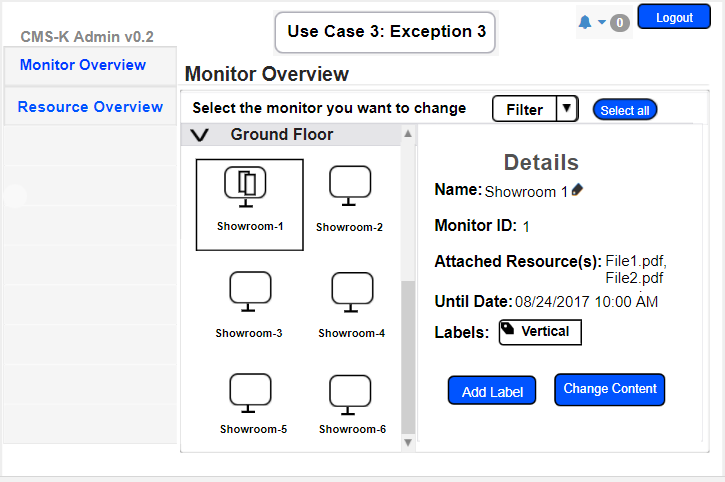 CMS-K Admin v0.2
Use Case 3: Exception 3
0
Logout
Monitor Overview
Resource Overview
Monitor Overview
Select the monitor you want to change
Filter
Select all
Ground Floor
Showroom-1
Showroom-2
Showroom-3
Showroom-4
Showroom-5
Showroom-6
Details
Name: Showroom 1
Monitor ID: 1
Attached Resource(s): File1.pdf,
File2.pdf
Until Date: 08/24/2017 10:00 AM
Labels: Vertical
Add Label
Change Content